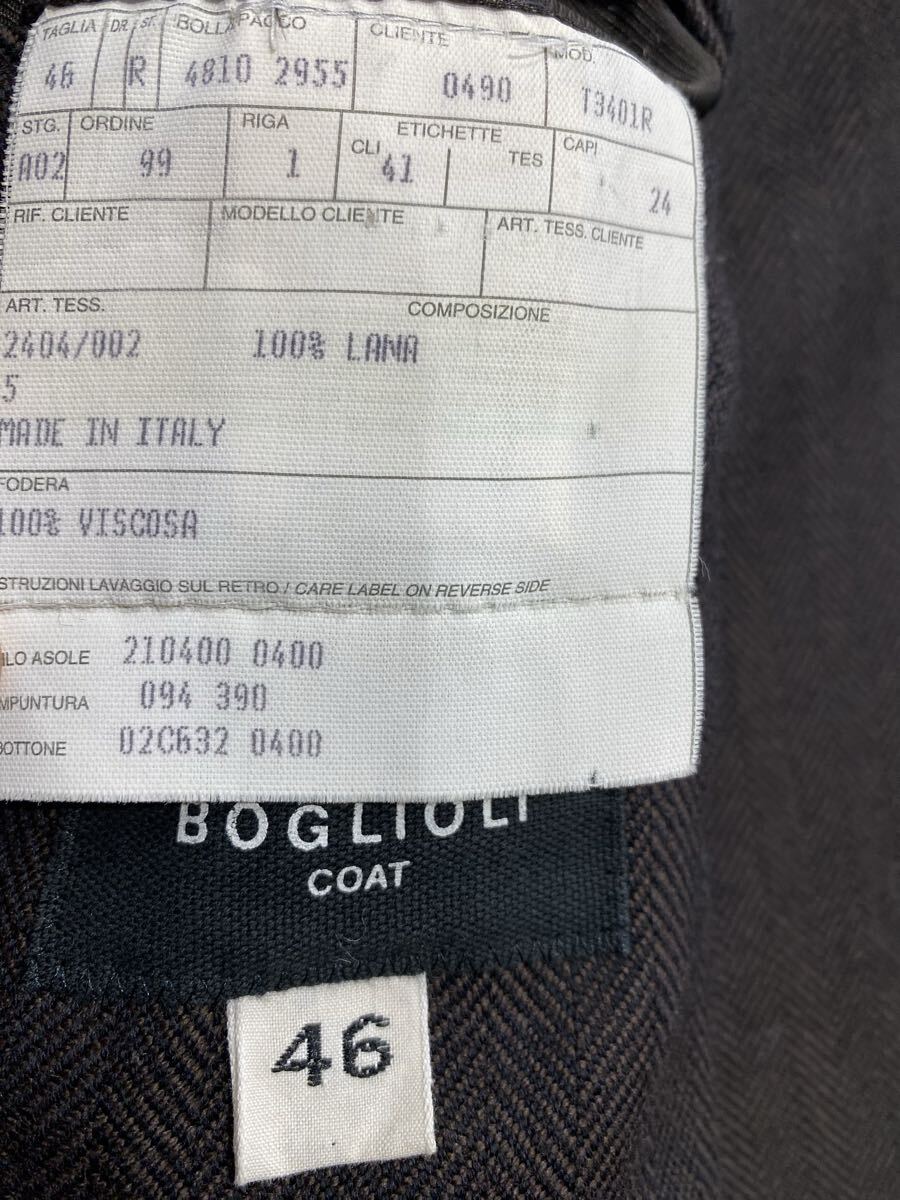 TAGLIA DR. ST. BOLLA PACCO CLIENTE MOD.
46 R 4810 2955 0490 T3401R
STG. ORDINE RIGA ETICHETTE CAPI
CLI TES
A02 99 1 41 24
RIF. CLIENTE MODELLO CLIENTE ART. TESS. CLIENTE
ART. TESS. COMPOSIZIONE
2404/002 100% LANA
5
MADE IN ITALY
FODERA
100% VISCOSA
STRUZIONI LAVAGGIO SUL RETRO / CARE LABEL ON REVERSE SIDE
ILO ASOLE 210400 0400
MPUNTURA 094 390
BOTTONE 02C632 0400
BOGLIOLI
COAT
46